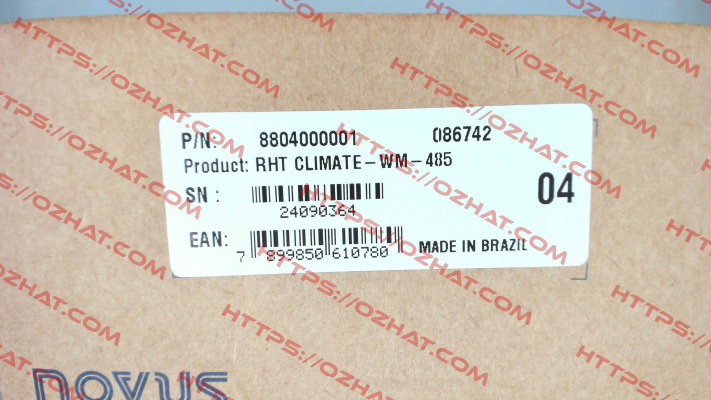 P/N: 8804000001 086742
Product: RHT CLIMATE-WM-485
SN : 04
24090364
EAN: MADE IN BRAZIL
7 899850 610780
novus
HTTPS://OZHAT.COM